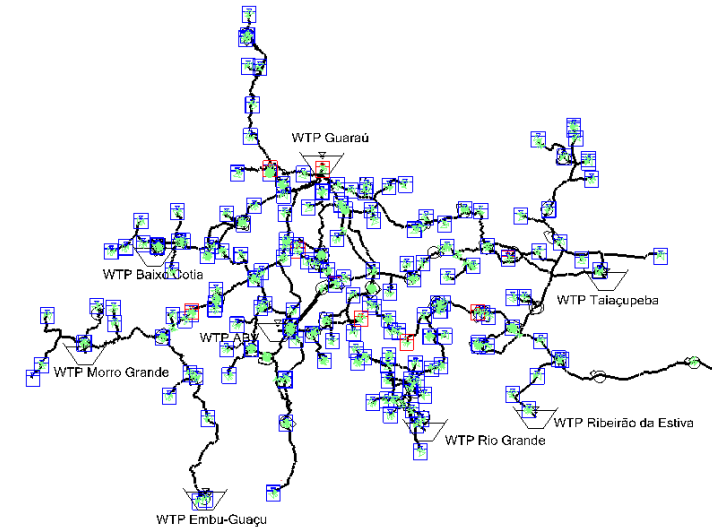 WTP Guaraú
WTP Baixo Cotia
WTP Taiaçupeba
WTP ABV
WTP Morro Grande
WTP Ribeirão da Estiva
WTP Rio Grande
WTP Embu-Guaçu